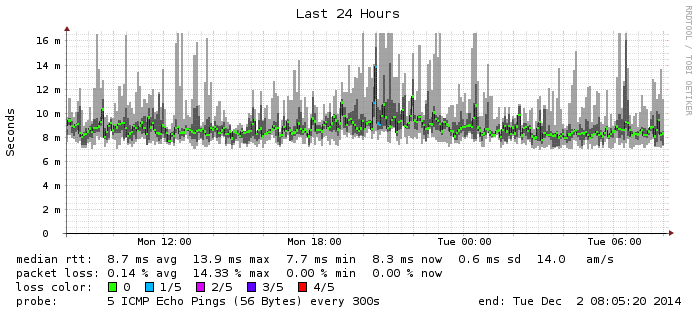 Last 24 Hours
RRDTOOL / TOBI OETIKER
Seconds
16 m
14 m
12 m
10 m
8 m
6 m
4 m
2 m
0
Mon 12:00 Mon 18:00 Tue 00:00 Tue 06:00
median rtt: 8.7 ms avg 13.9 ms max 7.7 ms min 8.3 ms now 0.6 ms sd 14.0 am/s
packet loss: 0.14 % avg 14.33 % max 0.00 % min 0.00 % now
loss color: 0 1/5 2/5 3/5 4/5
probe: 5 ICMP Echo Pings (56 Bytes) every 300s end: Tue Dec 2 08:05:20 2014